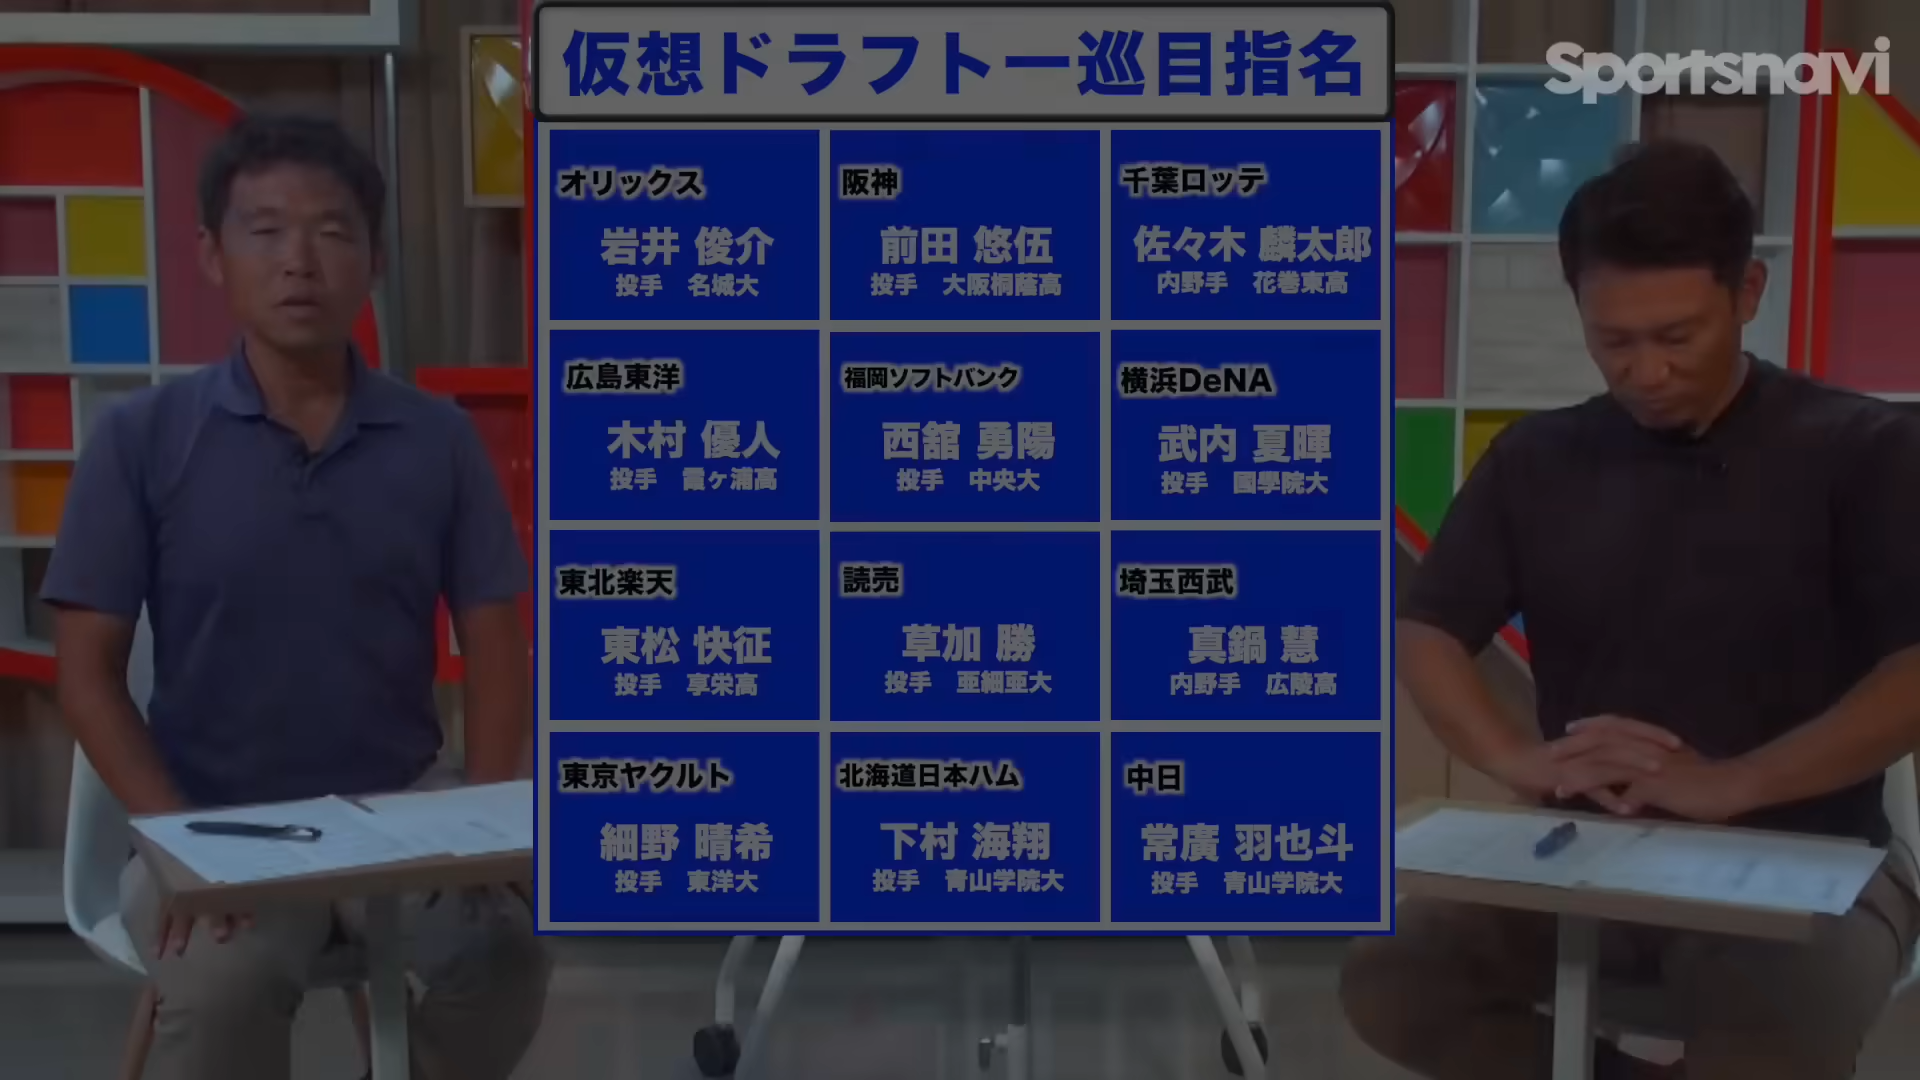 仮想ドラフト一巡目指名
Sportsnavi
オリックス
岩井 俊介
投手 名城大
阪神
前田 悠伍
投手 大阪桐蔭高
千葉ロッテ
佐々木 麟太郎
内野手 花巻東高
広島東洋
木村 優人
投手 霞ヶ浦高
福岡ソフトバンク
西舘 勇陽
投手 中央大
横浜DeNA
武内 夏暉
投手 國學院大
東北楽天
東松 快征
投手 享栄高
読売
草加 勝
投手 亜細亜大
埼玉西武
真鍋 慧
内野手 広陵高
東京ヤクルト
細野 晴希
投手 東洋大
北海道日本ハム
下村 海翔
投手 青山学院大
中日
常廣 羽也斗
投手 青山学院大